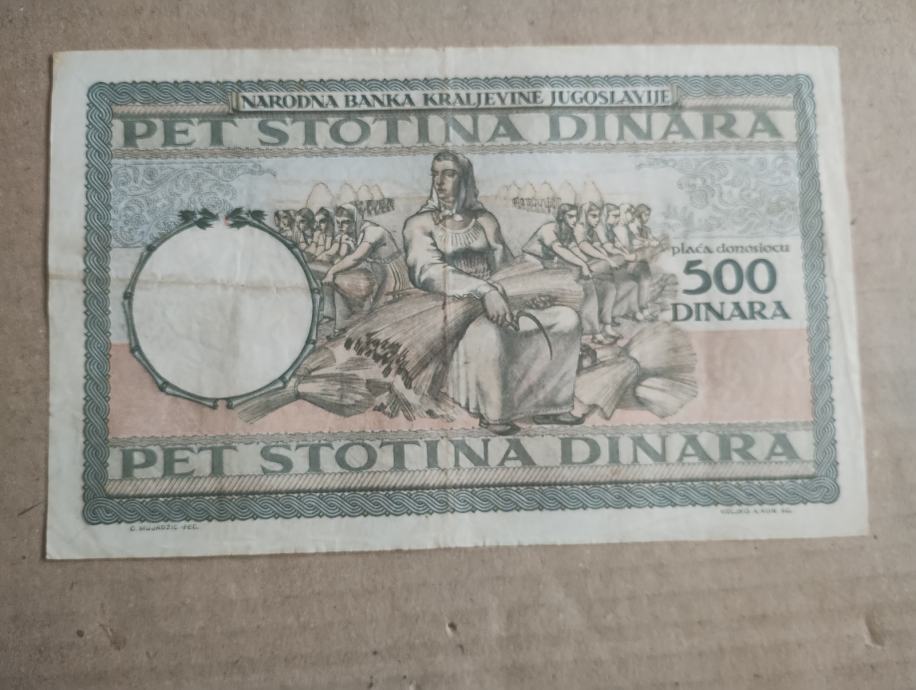 NARODNA BANKA KRALJEVINE JUGOSLAVIJE
PET STOTINA DINARA
plaća donosiocu
500
DINARA
PET STOTINA DINARA